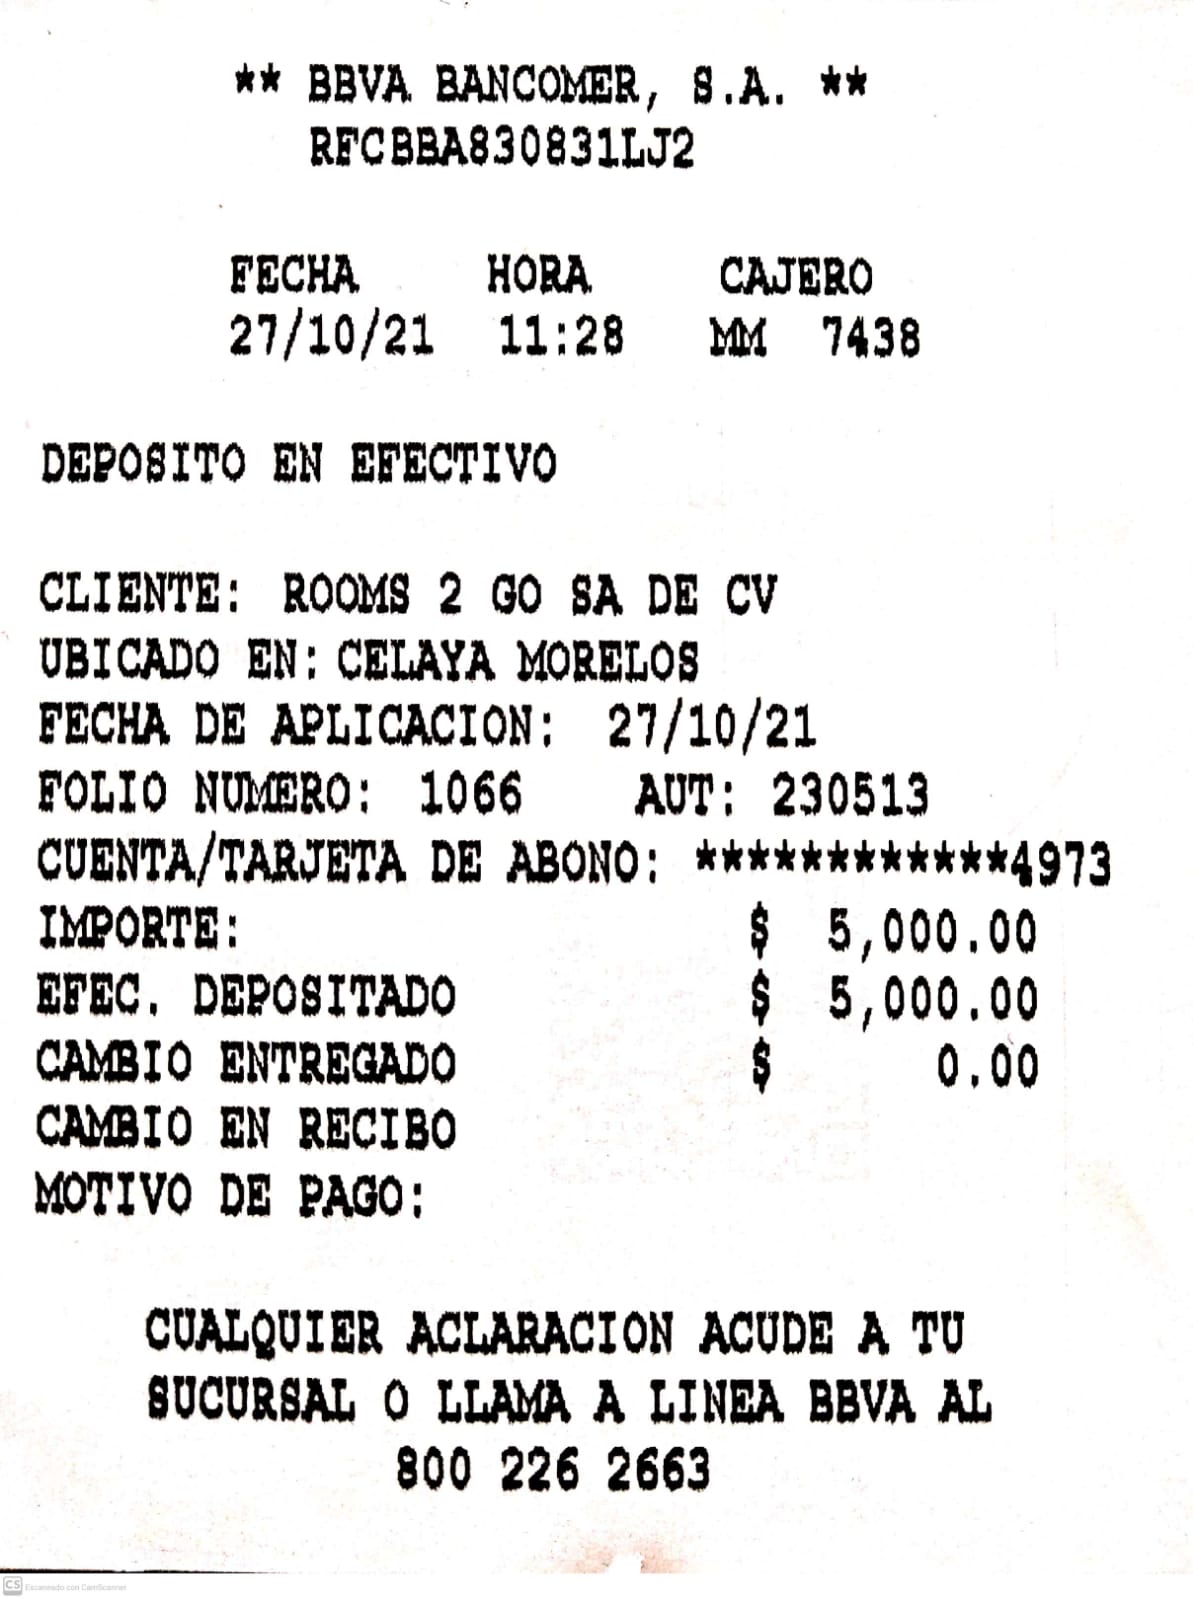 ** BBVA BANCOMER, S.A. **
RFCBBA830831LJ2
FECHA HORA CAJERO
27/10/21 11:28 MM 7438
DEPOSITO EN EFECTIVO
CLIENTE: ROOMS 2 GO SA DE CV
UBICADO EN: CELAYA MORELOS
FECHA DE APLICACION: 27/10/21
FOLIO NUMERO: 1066 AUT: 230513
CUENTA/TARJETA DE ABONO: ************4973
IMPORTE: $ 5,000.00
EFEC. DEPOSITADO $ 5,000.00
CAMBIO ENTREGADO $ 0.00
CAMBIO EN RECIBO
MOTIVO DE PAGO:
CUALQUIER ACLARACION ACUDE A TU
SUCURSAL O LLAMA A LINEA BBVA AL
800 226 2663
CS Escaneado con CamScanner